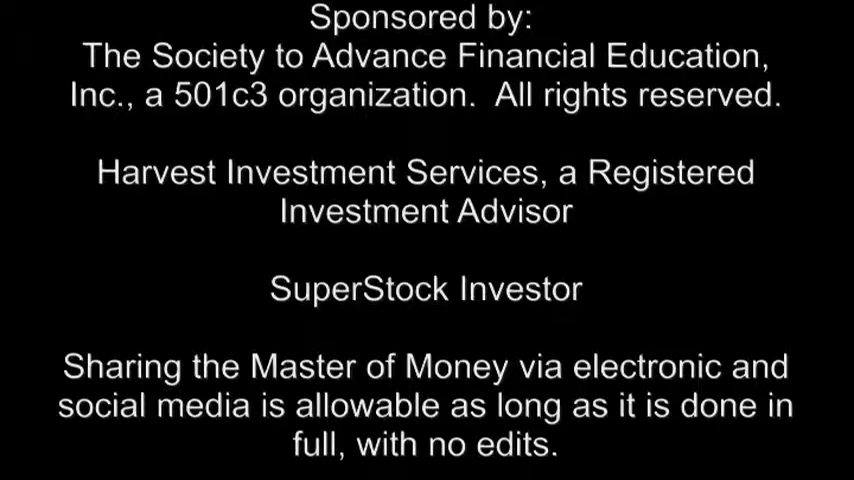 Sponsored by:
The Society to Advance Financial Education,
Inc., a 501c3 organization.  All rights reserved.
Harvest Investment Services, a Registered
Investment Advisor
SuperStock Investor
Sharing the Master of Money via electronic and
social media is allowable as long as it is done in
full, with no edits.